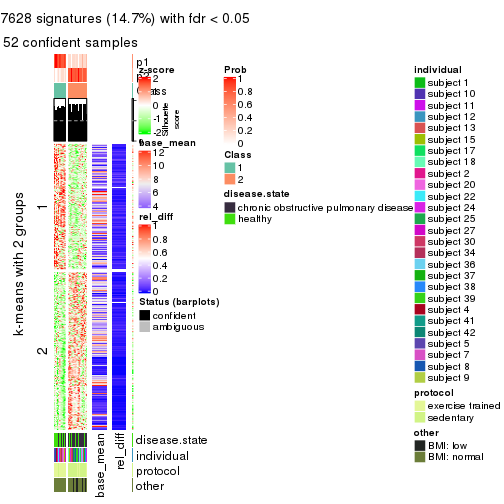 7628 signatures (14.7%) with fdr < 0.05
52 confident samples
p1
p2
Class
z-score
2
1
0
-1
-2
Silhouette score
base_mean
12
10
8
6
4
rel_diff
1
0.8
0.6
0.4
0.2
0
Status (barplots)
confident
ambiguous
Prob
1
0.8
0.6
0.4
0.2
0
Class
1
2
disease.state
chronic obstructive pulmonary disease
healthy
individual
subject 1
subject 10
subject 11
subject 12
subject 13
subject 15
subject 17
subject 18
subject 2
subject 20
subject 22
subject 24
subject 25
subject 27
subject 30
subject 34
subject 36
subject 37
subject 38
subject 39
subject 4
subject 41
subject 42
subject 5
subject 7
subject 8
subject 9
protocol
exercise trained
sedentary
other
BMI: low
BMI: normal
k-means with 2 groups
1
2
disease.state
individual
protocol
other
base_mean
rel_diff